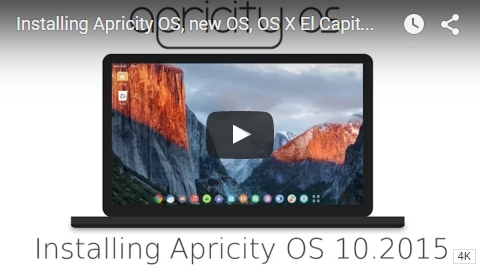 Installing Apricity OS, new OS, OS X El Capit...
apricity os
Installing Apricity OS 10.2015
4K